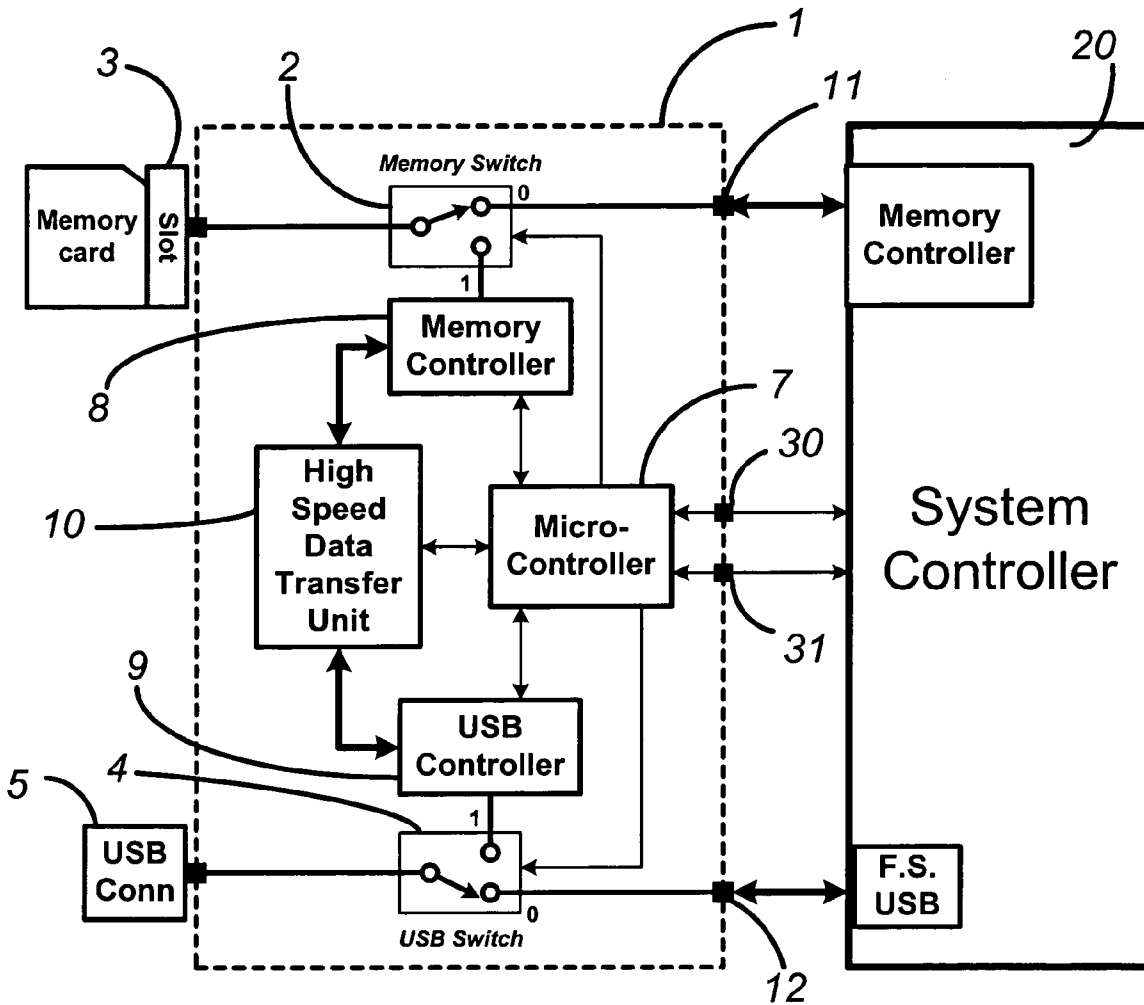 1
3
2
11
20
Memory Switch
0
Memory
card
Slot
1
Memory
Controller
Memory
Controller
8
7
High
Speed
Data
Transfer
Unit
10
30
Micro-
Controller
System
Controller
31
9
USB
Controller
5
4
1
USB
Conn
F.S.
USB
0
USB Switch
12